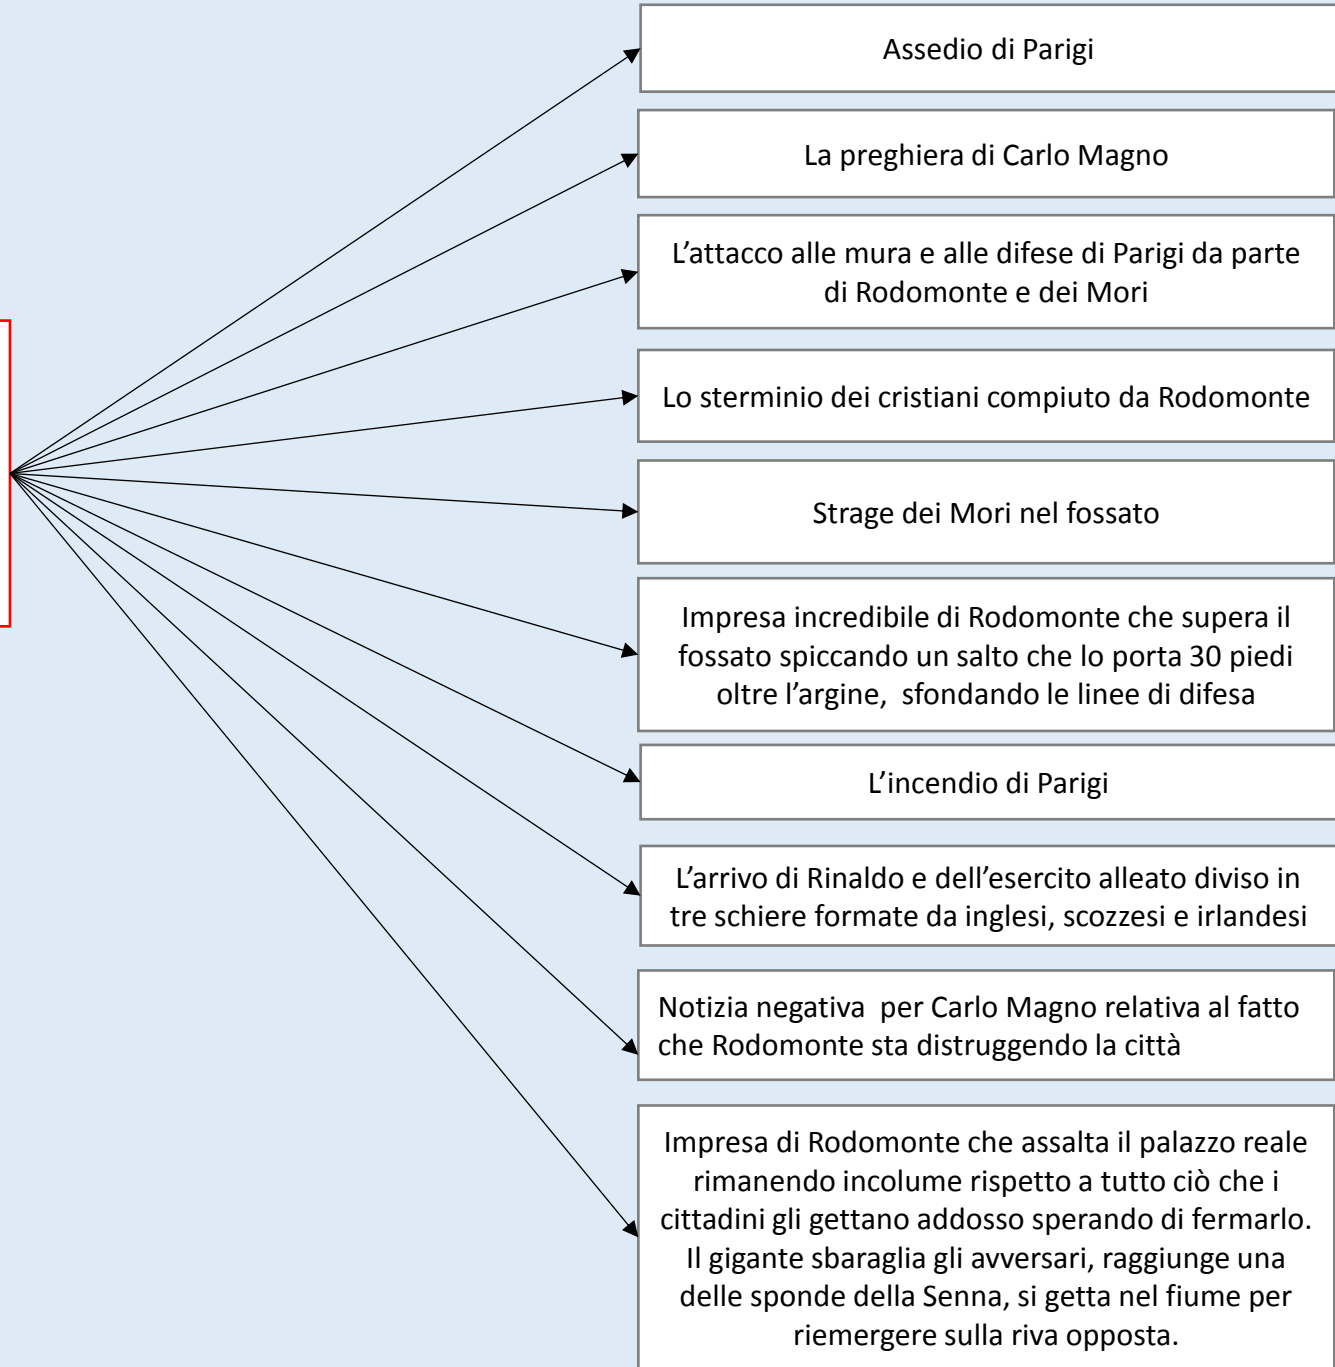 Assedio di Parigi
La preghiera di Carlo Magno
L’attacco alle mura e alle difese di Parigi da parte
di Rodomonte e dei Mori
Lo sterminio dei cristiani compiuto da Rodomonte
Strage dei Mori nel fossato
Impresa incredibile di Rodomonte che supera il
fossato spiccando un salto che lo porta 30 piedi
oltre l’argine,  sfondando le linee di difesa
L’incendio di Parigi
L’arrivo di Rinaldo e dell’esercito alleato diviso in
tre schiere formate da inglesi, scozzesi e irlandesi
Notizia negativa  per Carlo Magno relativa al fatto
che Rodomonte sta distruggendo la città
Impresa di Rodomonte che assalta il palazzo reale
rimanendo incolume rispetto a tutto ciò che i
cittadini gli gettano addosso sperando di fermarlo.
Il gigante sbaraglia gli avversari, raggiunge una
delle sponde della Senna, si getta nel fiume per
riemergere sulla riva opposta.